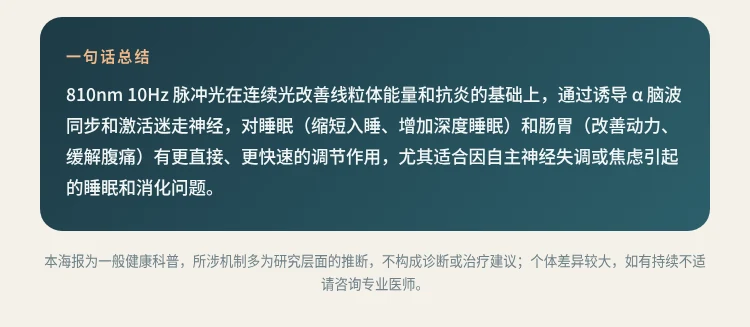 一句话总结
810nm 10Hz 脉冲光在连续光改善线粒体能量和抗炎的基础上，通过诱导 α 脑波
同步和激活迷走神经，对睡眠（缩短入睡、增加深度睡眠）和肠胃（改善动力、
缓解腹痛）有更直接、更快速的调节作用，尤其适合因自主神经失调或焦虑引起
的睡眠和消化问题。
本海报为一般健康科普，所涉机制多为研究层面的推断，不构成诊断或治疗建议；个体差异较大，如有持续不适
请咨询专业医师。